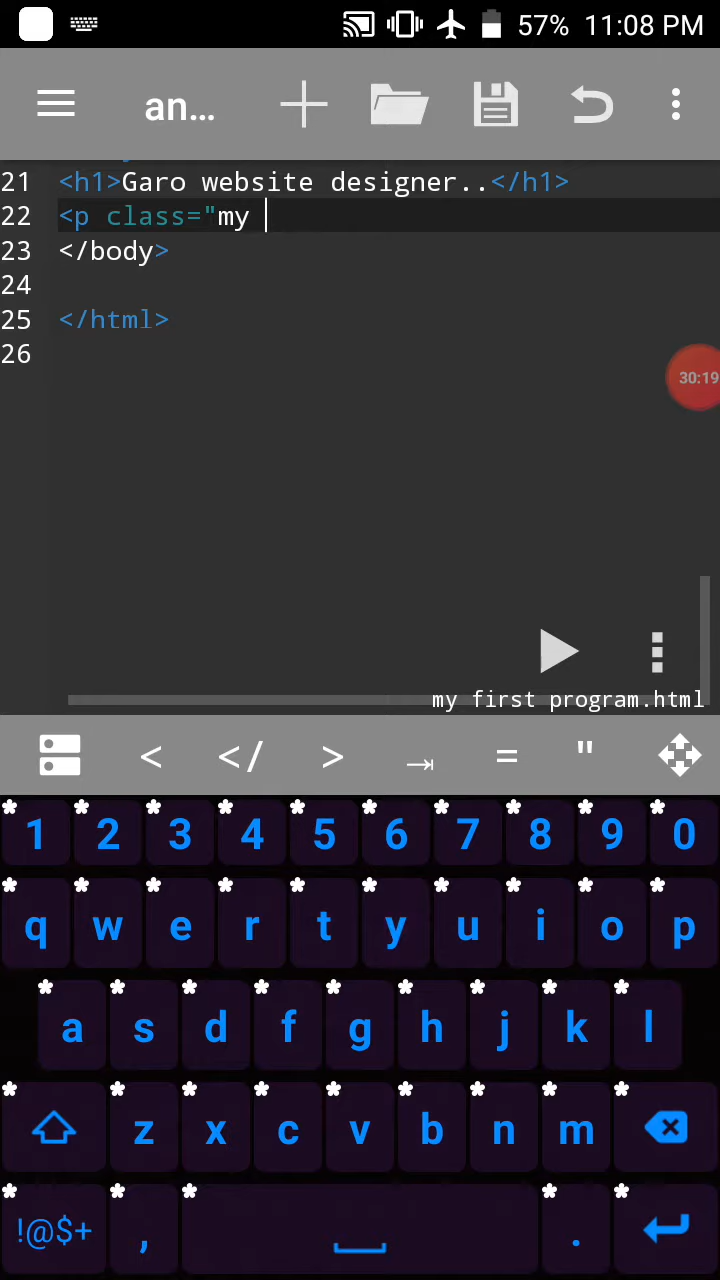 57% 11:08 PM
an...
21 <h1>Garo website designer..</h1>
22 <p class="my
23 </body>
24
25 </html>
26
30:19
my first program.html
< </ > ⇥ = "
1 2 3 4 5 6 7 8 9 0
q w e r t y u i o p
a s d f g h j k l
z x c v b n m
!@$+ , .